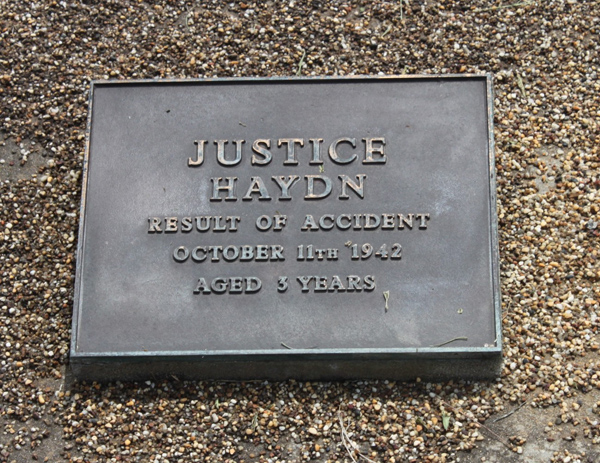 JUSTICE
HAYDN
RESULT OF ACCIDENT
OCTOBER 11TH 1942
AGED 3 YEARS